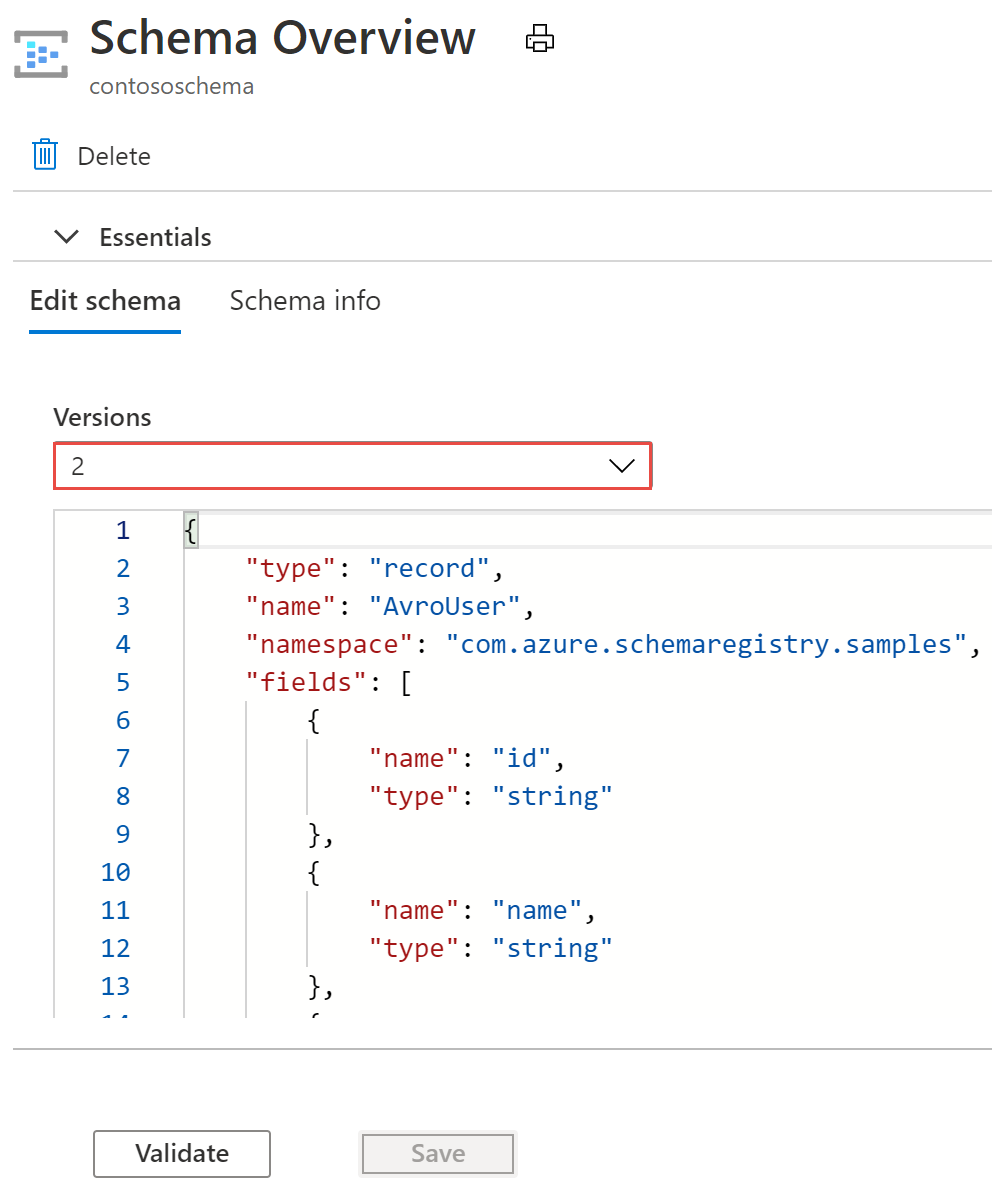 Schema Overview
contososchema
Delete
Essentials
Edit schema Schema info
Versions
2
1 {
2 "type": "record",
3 "name": "AvroUser",
4 "namespace": "com.azure.schemaregistry.samples",
5 "fields": [
6 {
7 "name": "id",
8 "type": "string"
9 },
10 {
11 "name": "name",
12 "type": "string"
13 },
Validate Save